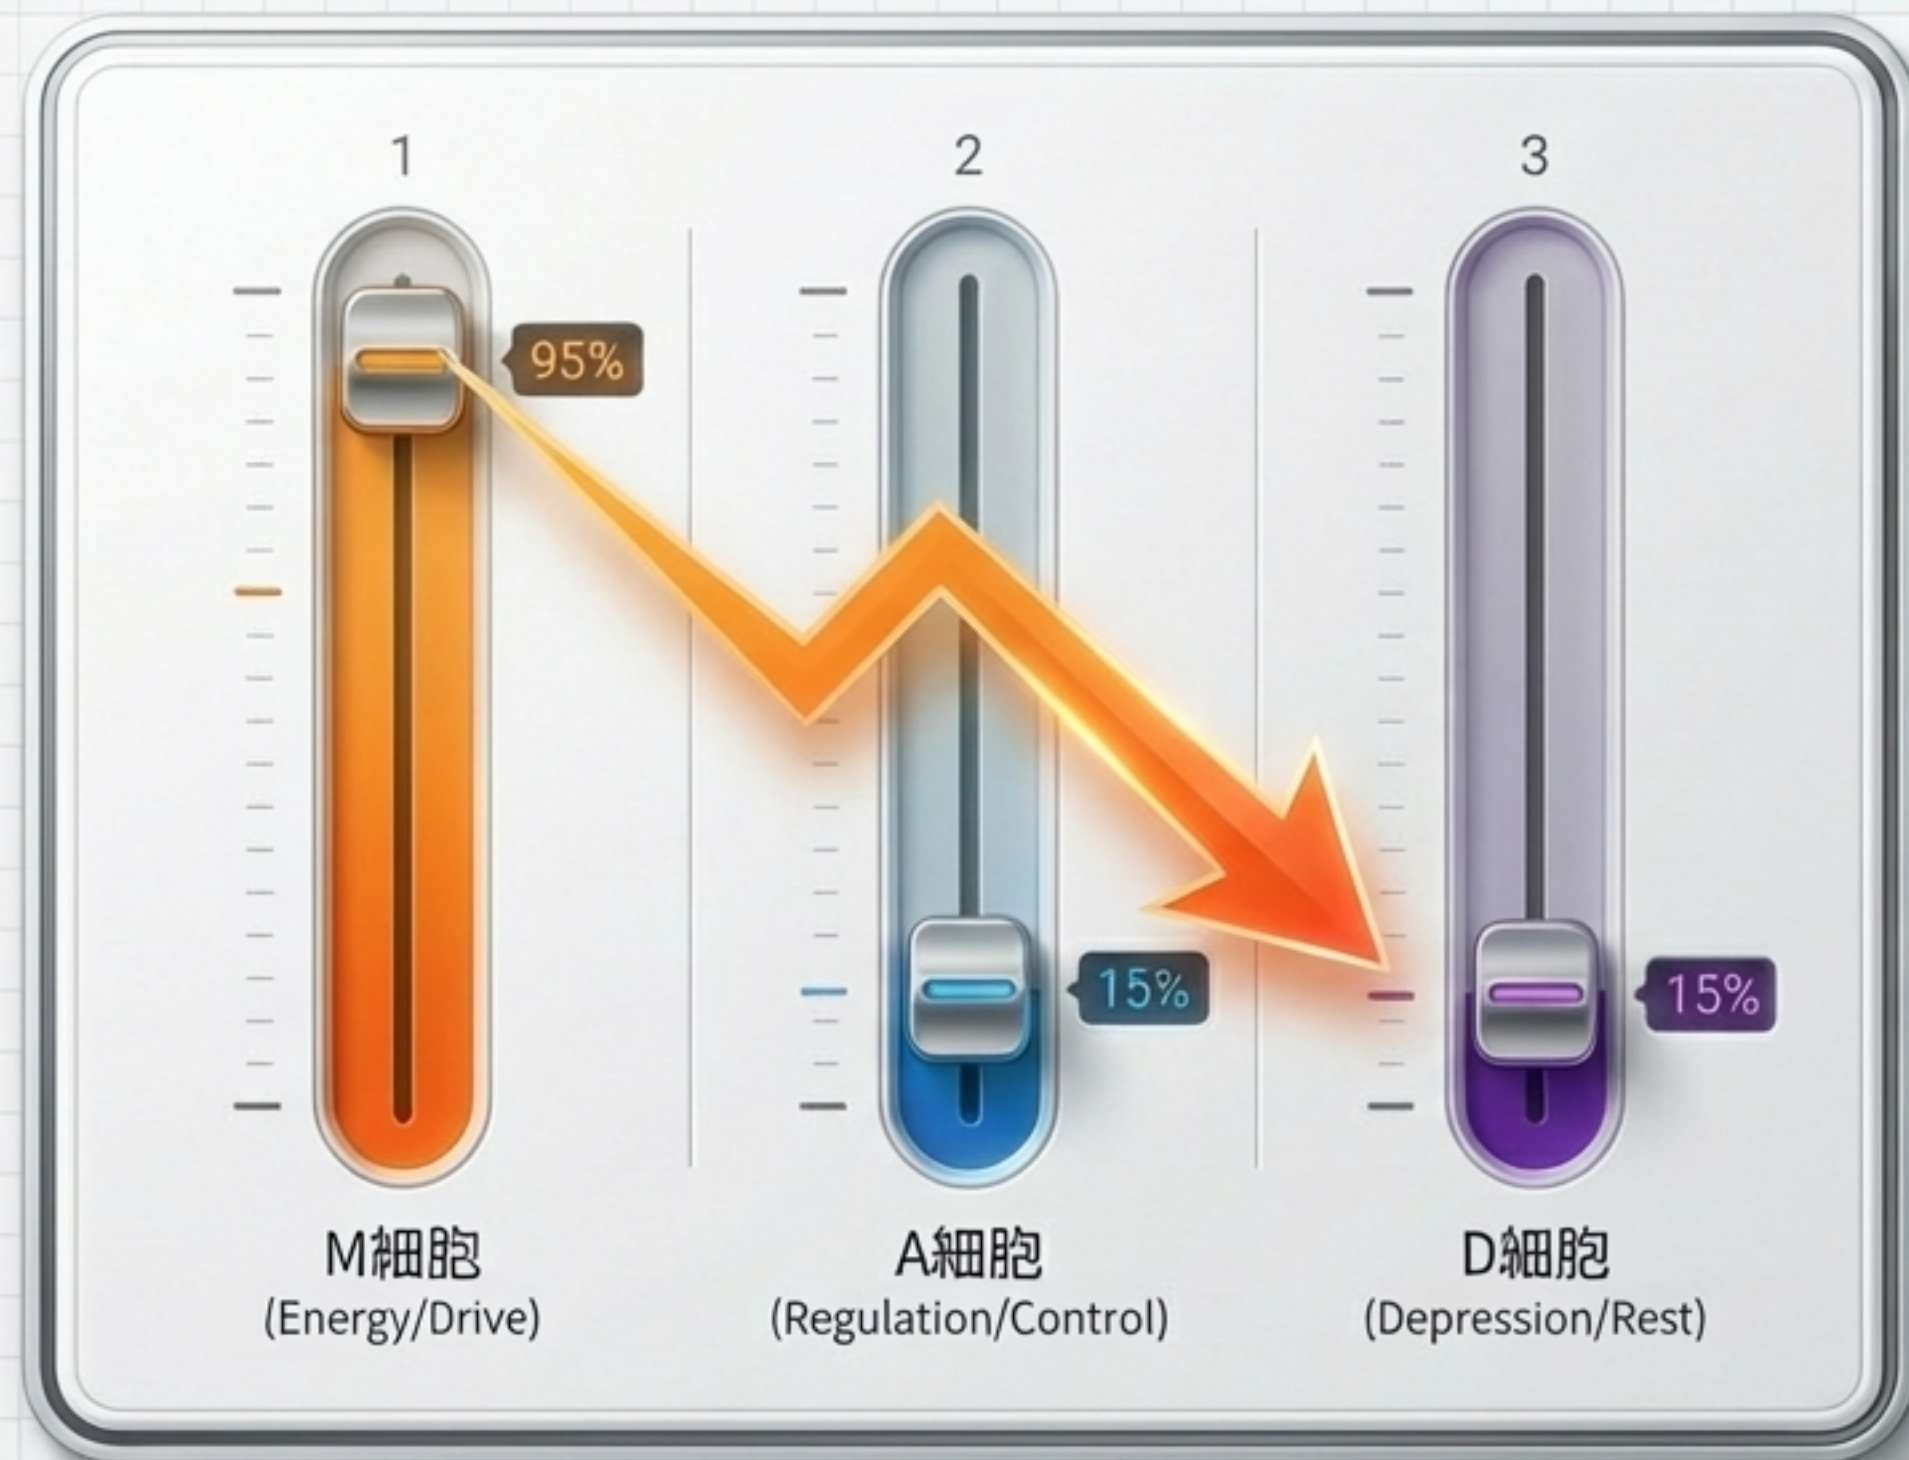 1
2
3
95%
15%
15%
M細胞
(Energy/Drive)
A細胞
(Regulation/Control)
D細胞
(Depression/Rest)